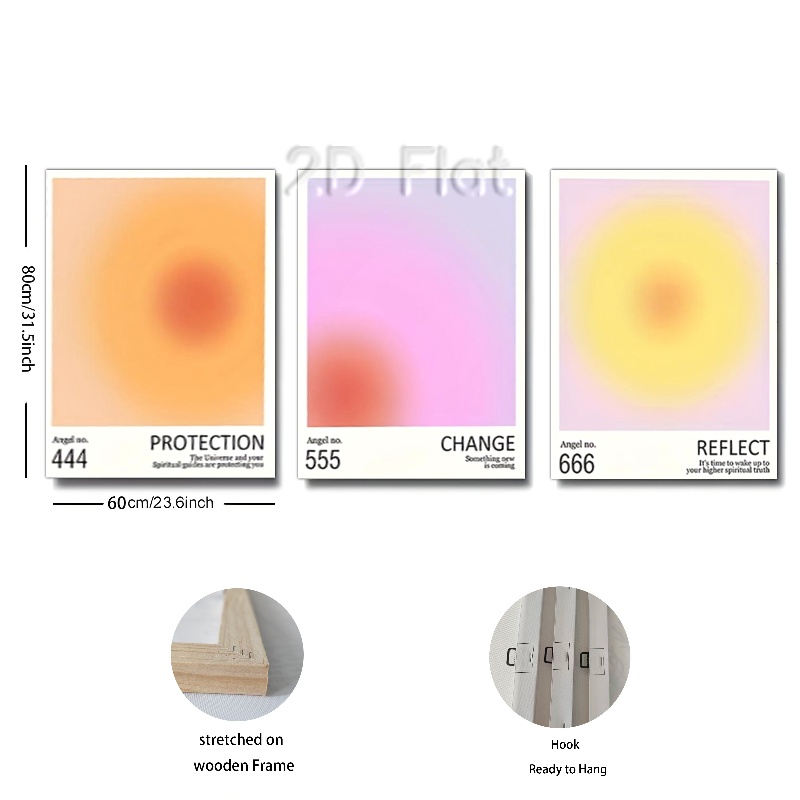 2D Flat.
80cm/31.5inch
Angel no.
PROTECTION
444
The Universe and your
Spiritual guides are protecting you
Angel no.
CHANGE
555
Something new
is coming
Angel no.
REFLECT
666
It's time to wake up to
your higher spiritual truth
60cm/23.6inch
stretched on
wooden Frame
Hook
Ready to Hang